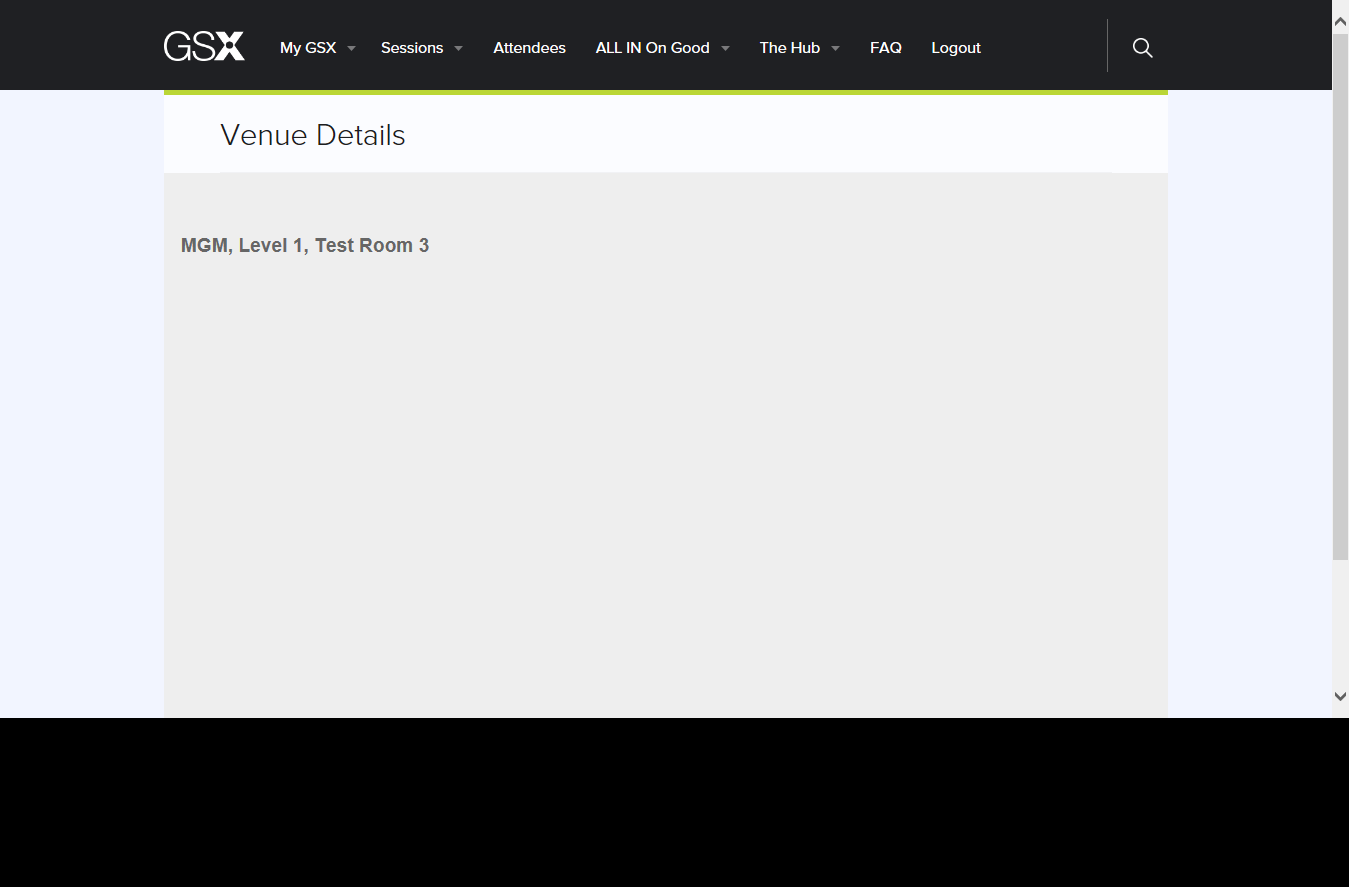 GSX My GSX Sessions Attendees ALL IN On Good The Hub FAQ Logout
Venue Details
MGM, Level 1, Test Room 3